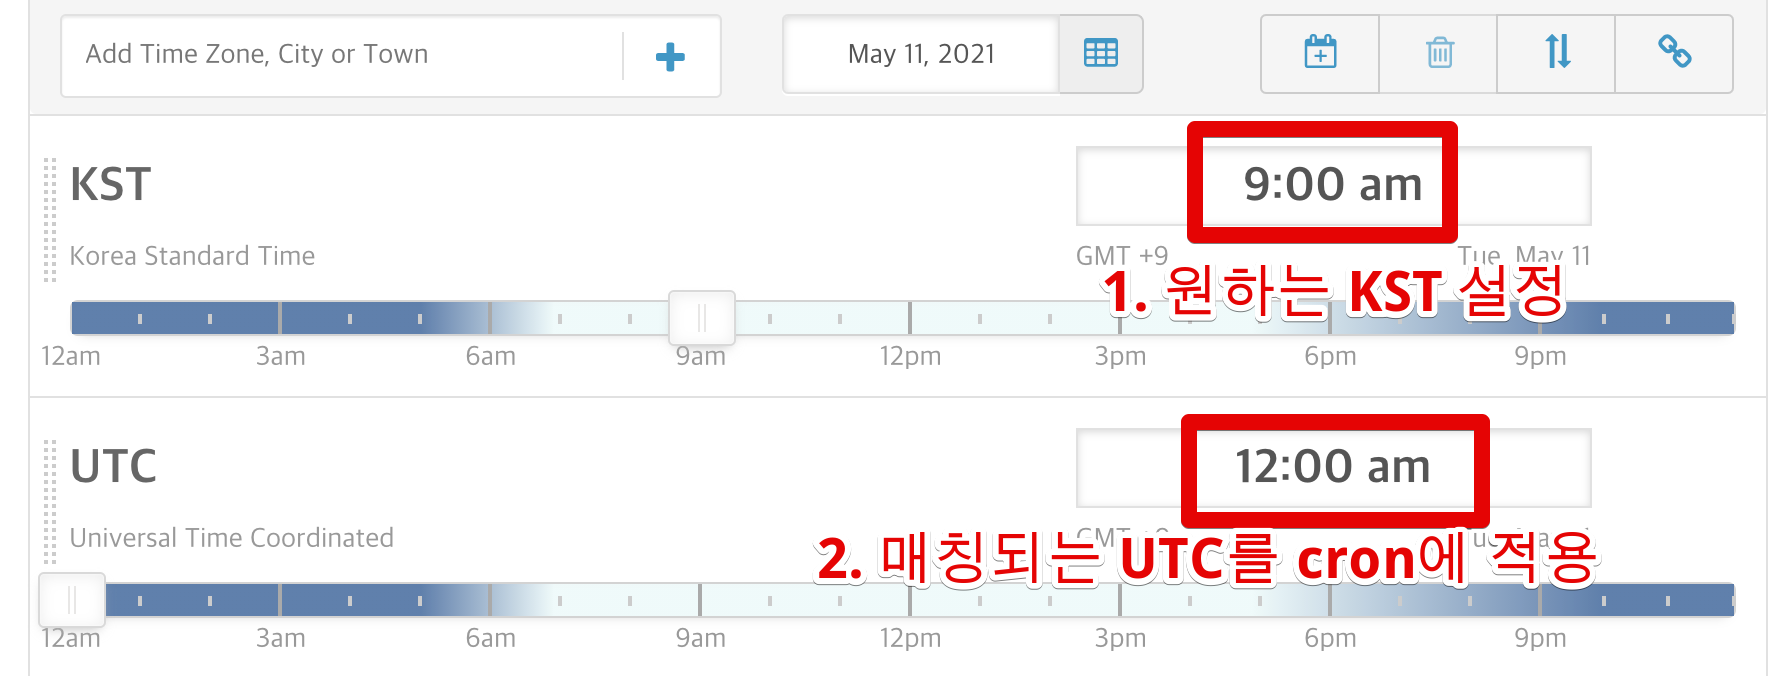 Add Time Zone, City or Town
May 11, 2021
KST
9:00 am
Korea Standard Time
GMT +9
Tue, May 11
1. 원하는 KST 설정
12am 3am 6am 9am 12pm 3pm 6pm 9pm
UTC
12:00 am
Universal Time Coordinated
2. 매칭되는 UTC를 cron에 적용
12am 3am 6am 9am 12pm 3pm 6pm 9pm